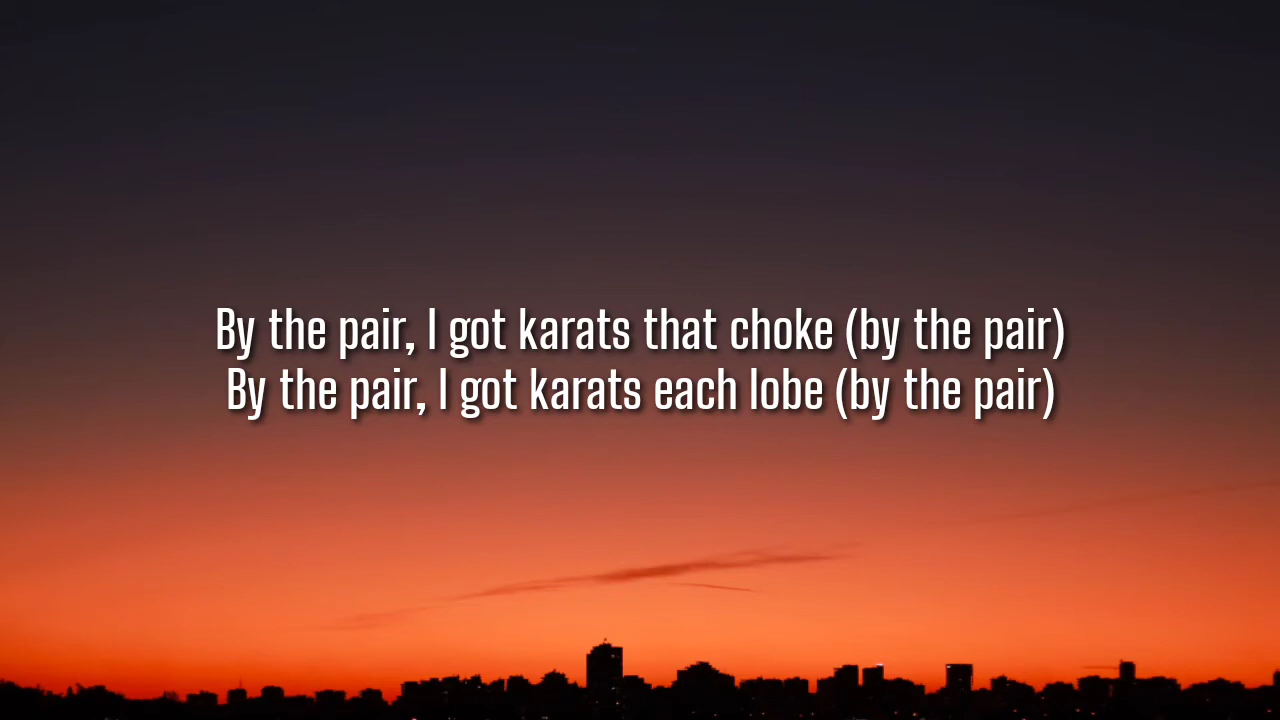 By the pair, I got karats that choke (by the pair)
By the pair, I got karats each lobe (by the pair)